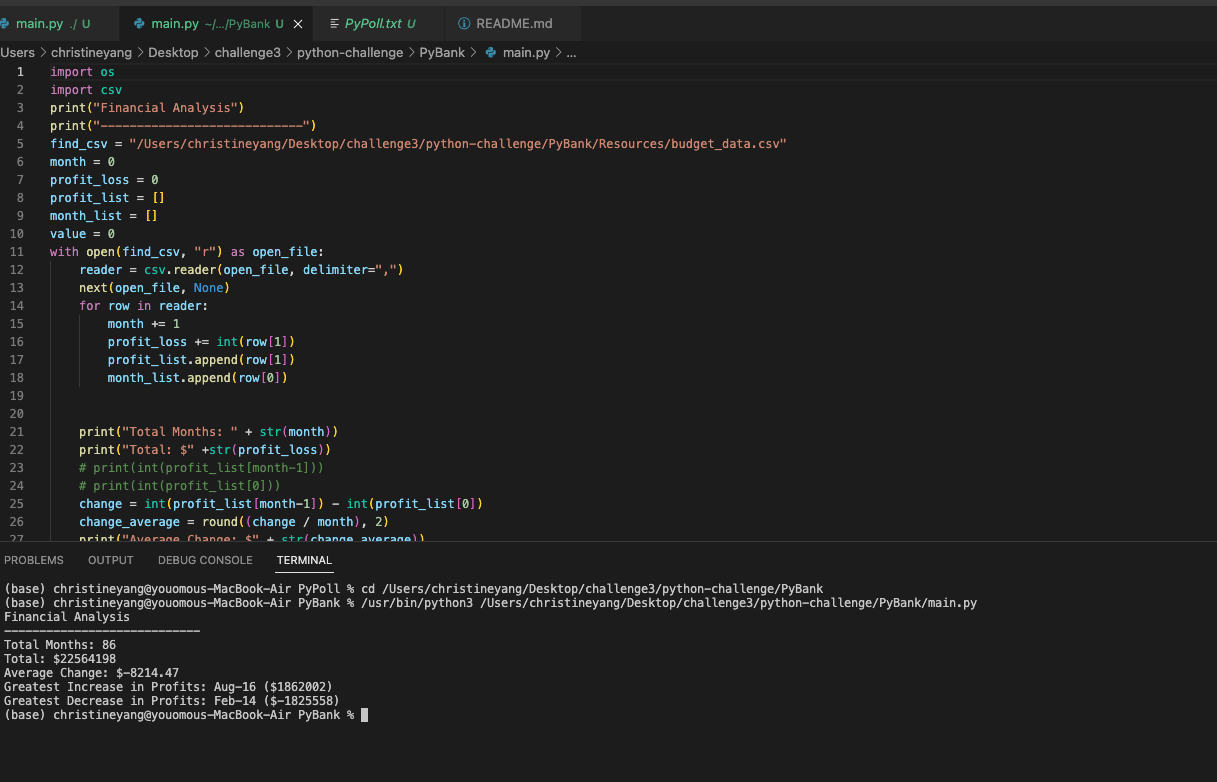 main.py ./ U main.py ~/.../PyBank U × PyPoll.txt U README.md
Users > christineyang > Desktop > challenge3 > python-challenge > PyBank > main.py > ...
1 import os
2 import csv
3 print("Financial Analysis")
4 print("----------------------------")
5 find_csv = "/Users/christineyang/Desktop/challenge3/python-challenge/PyBank/Resources/budget_data.csv"
6 month = 0
7 profit_loss = 0
8 profit_list = []
9 month_list = []
10 value = 0
11 with open(find_csv, "r") as open_file:
12 reader = csv.reader(open_file, delimiter=",")
13 next(open_file, None)
14 for row in reader:
15 month += 1
16 profit_loss += int(row[1])
17 profit_list.append(row[1])
18 month_list.append(row[0])
19
20
21 print("Total Months: " + str(month))
22 print("Total: $" +str(profit_loss))
23 # print(int(profit_list[month-1]))
24 # print(int(profit_list[0]))
25 change = int(profit_list[month-1]) - int(profit_list[0])
26 change_average = round((change / month), 2)
27 print("Average Change: $" + str(change_average))
PROBLEMS OUTPUT DEBUG CONSOLE TERMINAL
(base) christineyang@youomous-MacBook-Air PyPoll % cd /Users/christineyang/Desktop/challenge3/python-challenge/PyBank
(base) christineyang@youomous-MacBook-Air PyBank % /usr/bin/python3 /Users/christineyang/Desktop/challenge3/python-challenge/PyBank/main.py
Financial Analysis
----------------------------
Total Months: 86
Total: $22564198
Average Change: $-8214.47
Greatest Increase in Profits: Aug-16 ($1862002)
Greatest Decrease in Profits: Feb-14 ($-1825558)
(base) christineyang@youomous-MacBook-Air PyBank %